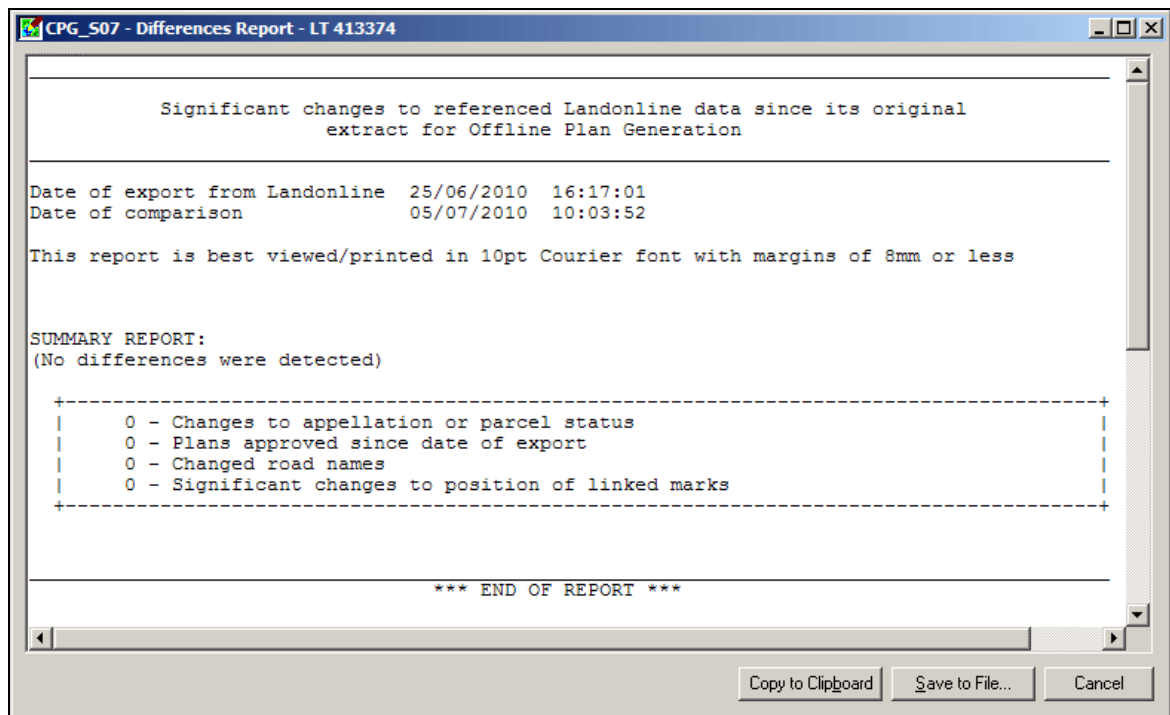 CPG_S07 - Differences Report - LT 413374
Significant changes to referenced Landonline data since its original
extract for Offline Plan Generation
Date of export from Landonline 25/06/2010 16:17:01
Date of comparison 05/07/2010 10:03:52
This report is best viewed/printed in 10pt Courier font with margins of 8mm or less
SUMMARY REPORT:
(No differences were detected)
0 - Changes to appellation or parcel status
0 - Plans approved since date of export
0 - Changed road names
0 - Significant changes to position of linked marks
*** END OF REPORT ***
Copy to Clipboard Save to File... Cancel